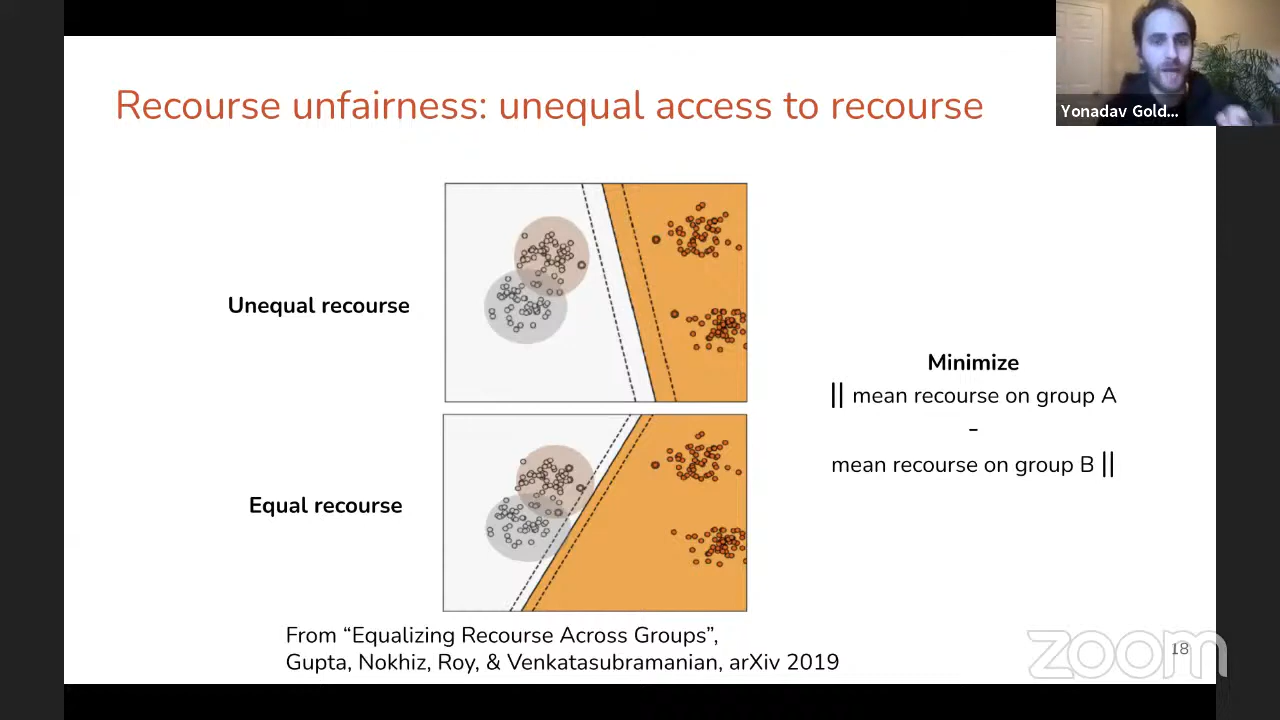 Recourse unfairness: unequal access to recourse
Yonadav Gold...
Unequal recourse
Equal recourse
Minimize
|| mean recourse on group A
-
mean recourse on group B ||
From “Equalizing Recourse Across Groups”,
Gupta, Nokhiz, Roy, & Venkatasubramanian, arXiv 2019
zoom
18